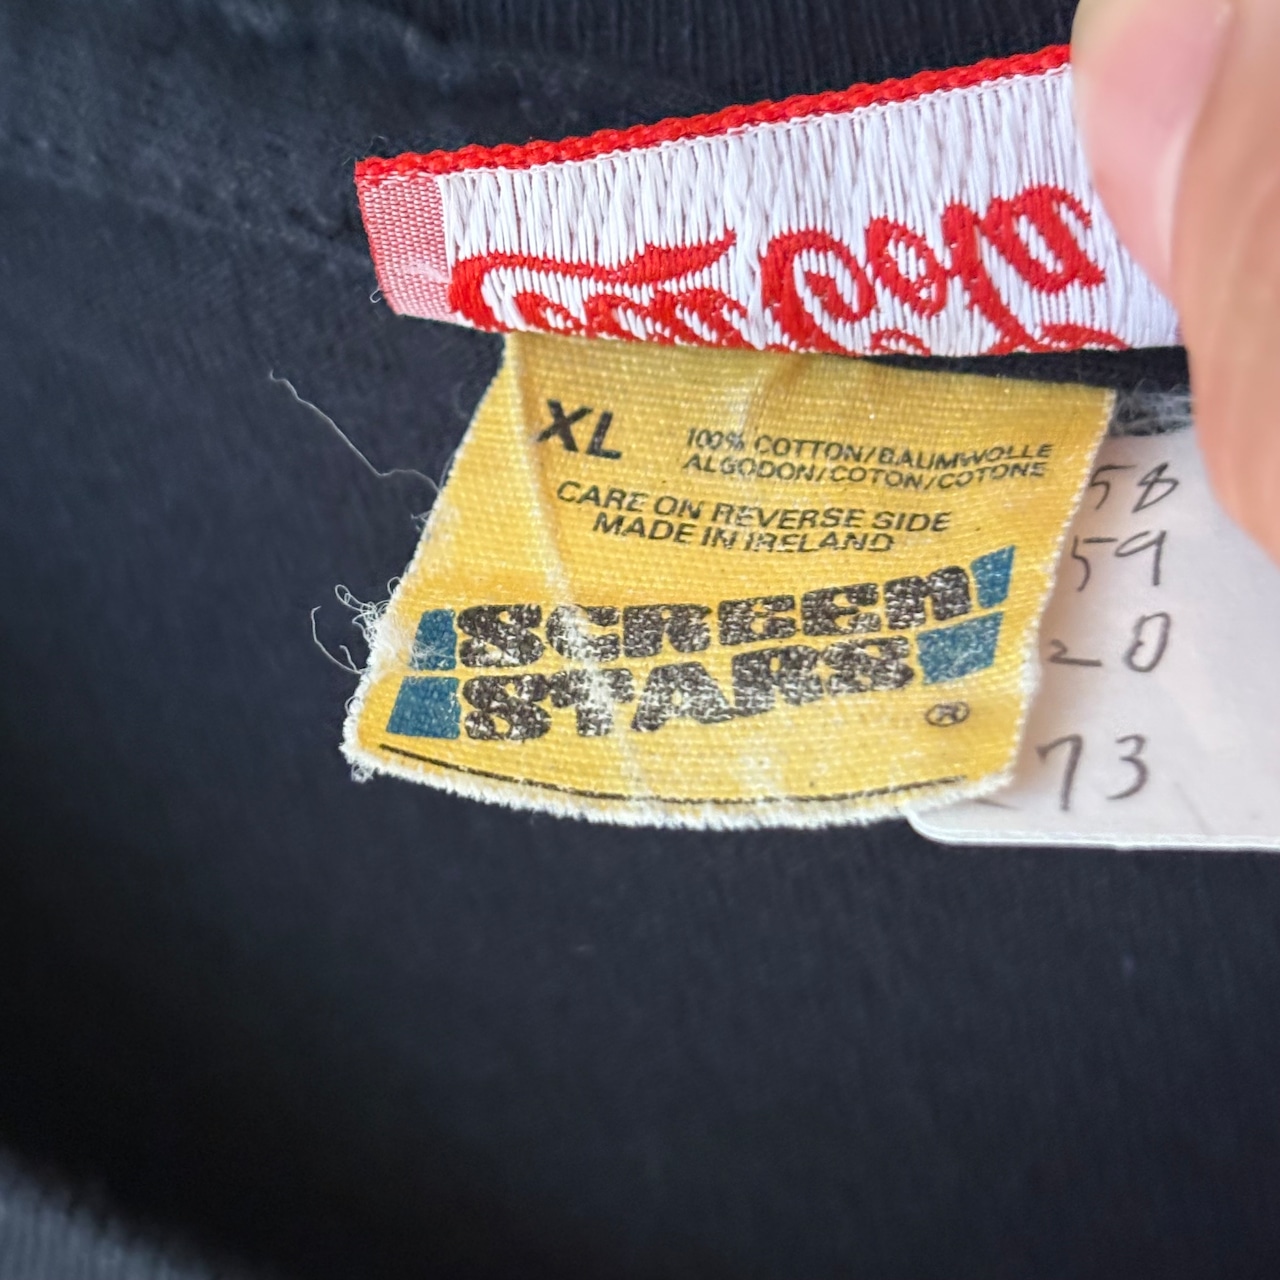 Coca-Cola
XL
100% COTTON/BAUMWOLLE
ALGODON/COTON/COTONE
CARE ON REVERSE SIDE
MADE IN IRELAND
SCREEN
STARS
®
58
59
20
73